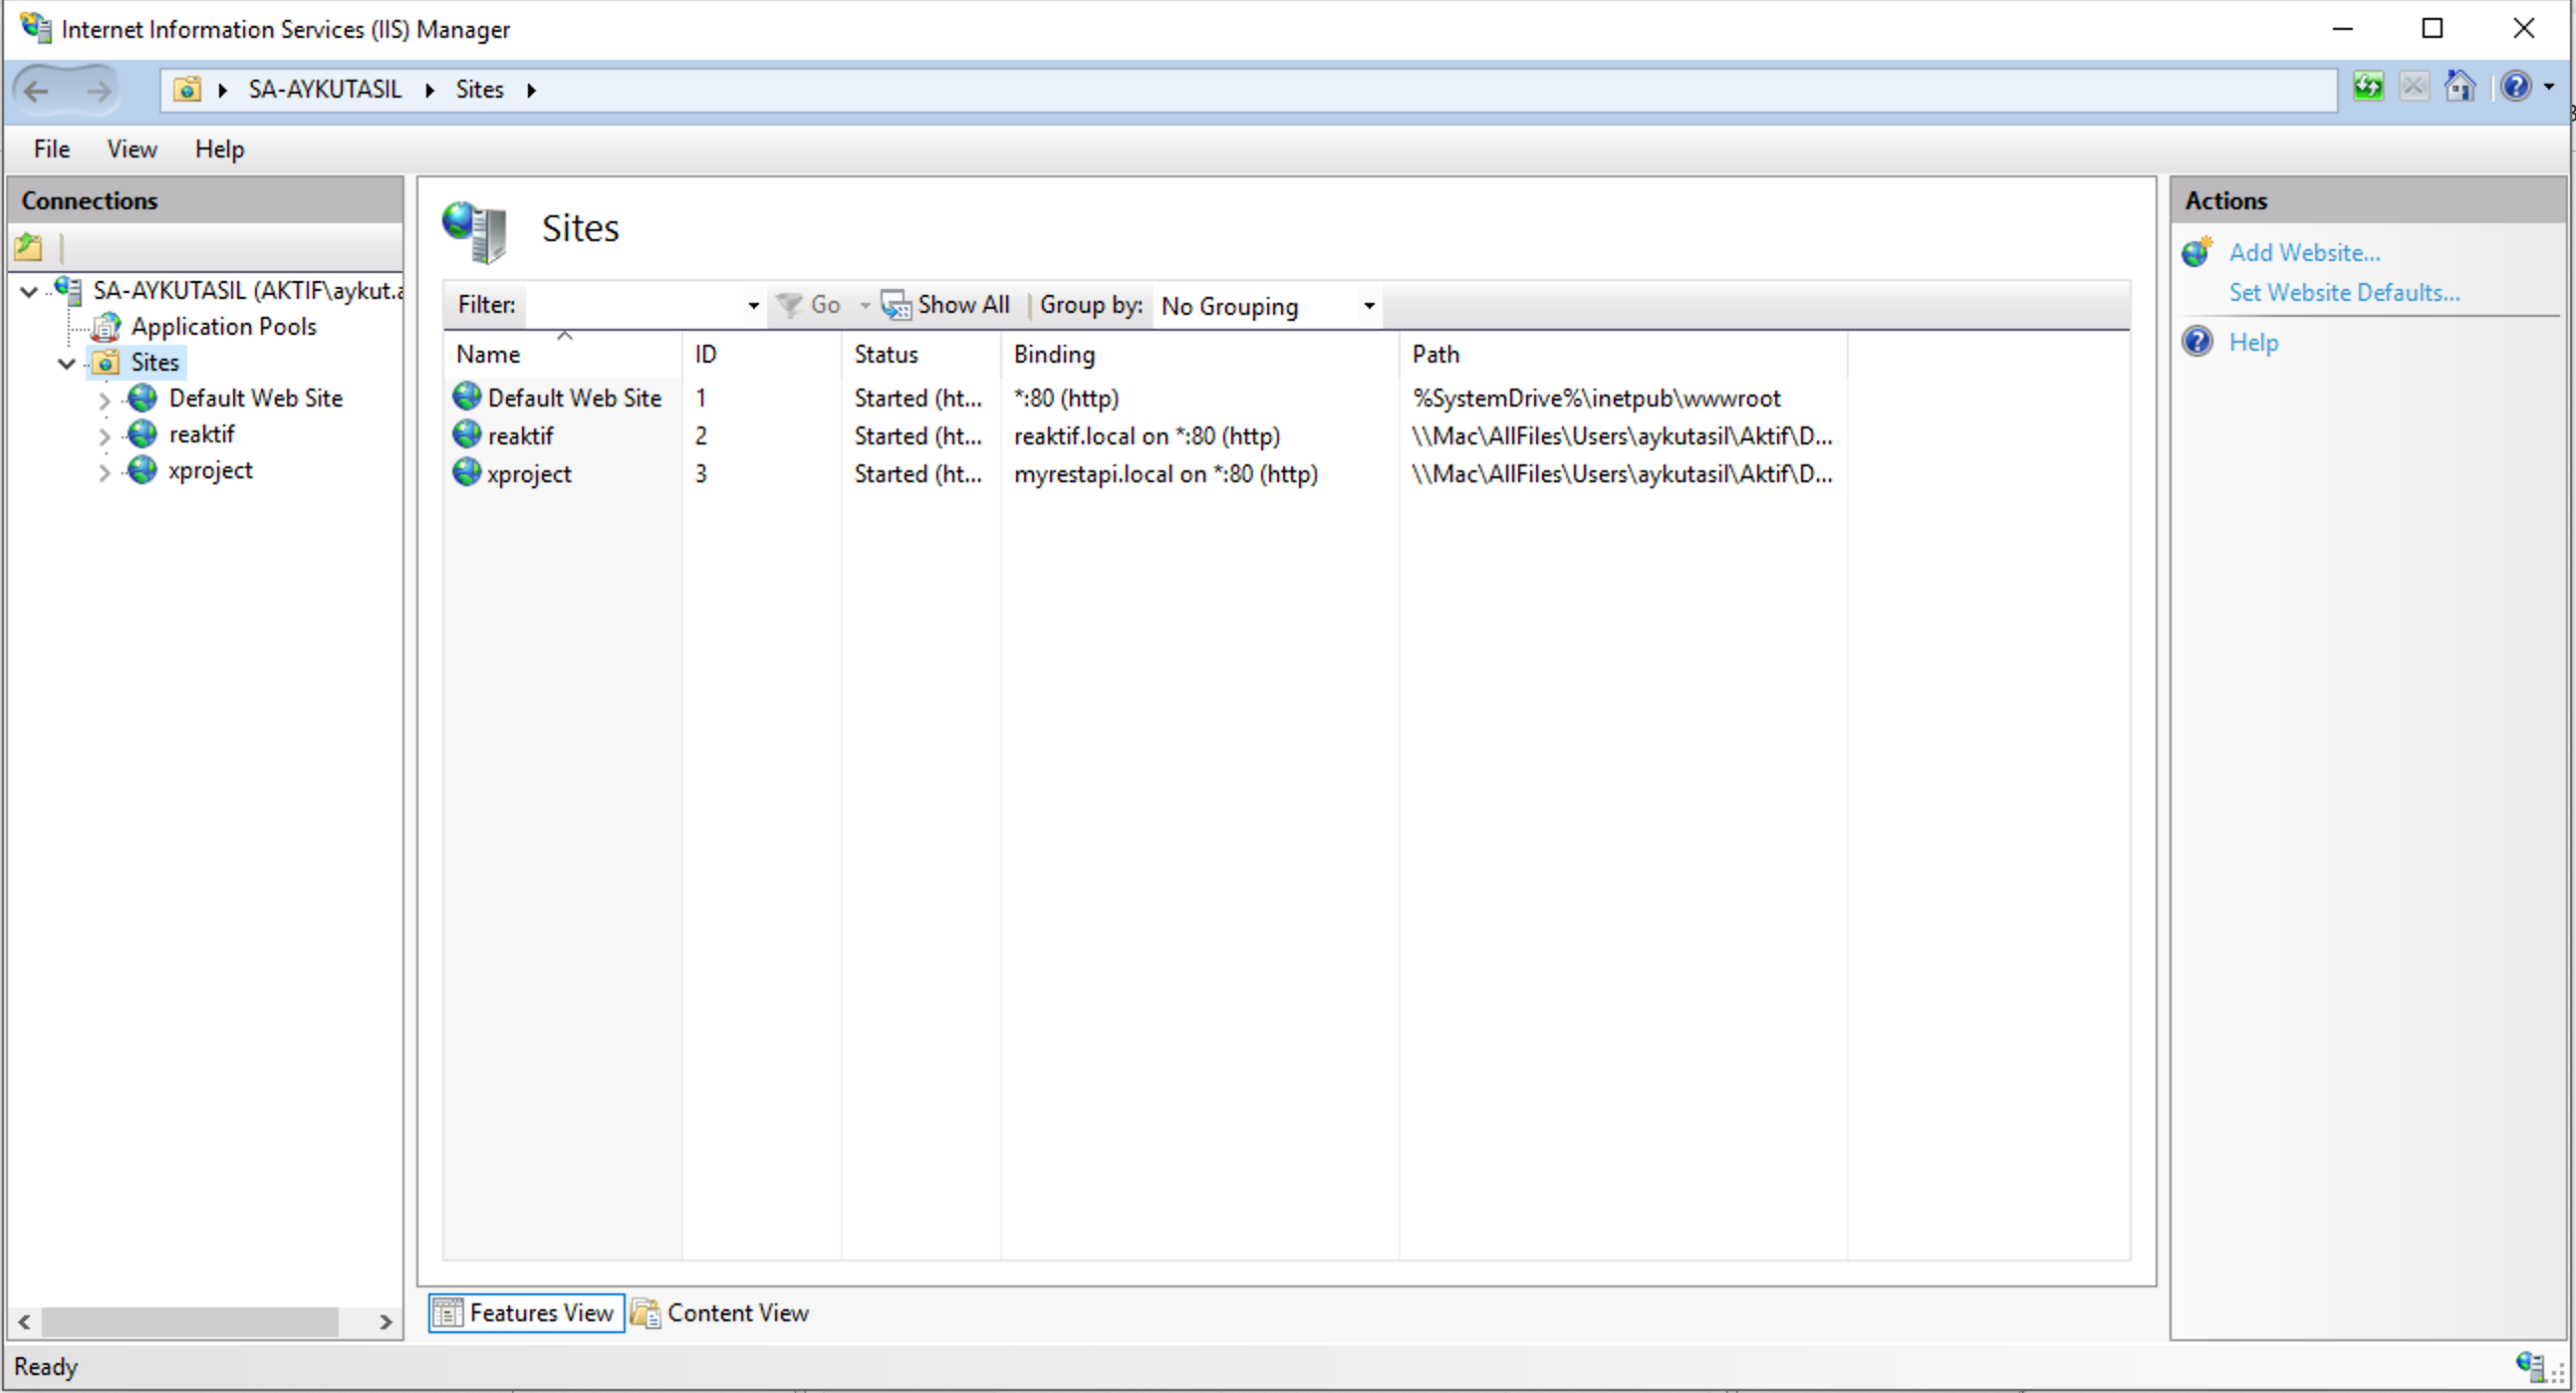 Internet Information Services (IIS) Manager
SA-AYKUTASIL Sites
File View Help
Connections
SA-AYKUTASIL (AKTIF\aykut.a
Application Pools
Sites
Default Web Site
reaktif
xproject
Sites
Filter: Go Show All Group by: No Grouping
Name ID Status Binding Path
Default Web Site 1 Started (ht... *:80 (http) %SystemDrive%\inetpub\wwwroot
reaktif 2 Started (ht... reaktif.local on *:80 (http) \\Mac\AllFiles\Users\aykutasil\Aktif\D...
xproject 3 Started (ht... myrestapi.local on *:80 (http) \\Mac\AllFiles\Users\aykutasil\Aktif\D...
Features View Content View
Actions
Add Website...
Set Website Defaults...
Help
Ready